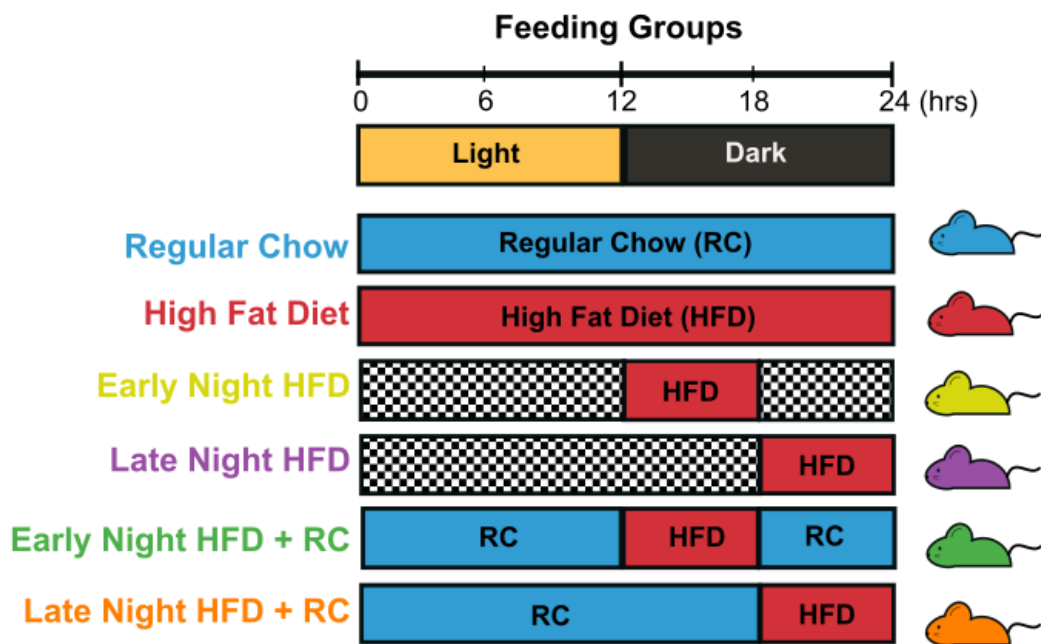 Feeding Groups
0 6 12 18 24 (hrs)
Light Dark
Regular Chow Regular Chow (RC)
High Fat Diet High Fat Diet (HFD)
Early Night HFD HFD
Late Night HFD HFD
Early Night HFD + RC RC HFD RC
Late Night HFD + RC RC HFD